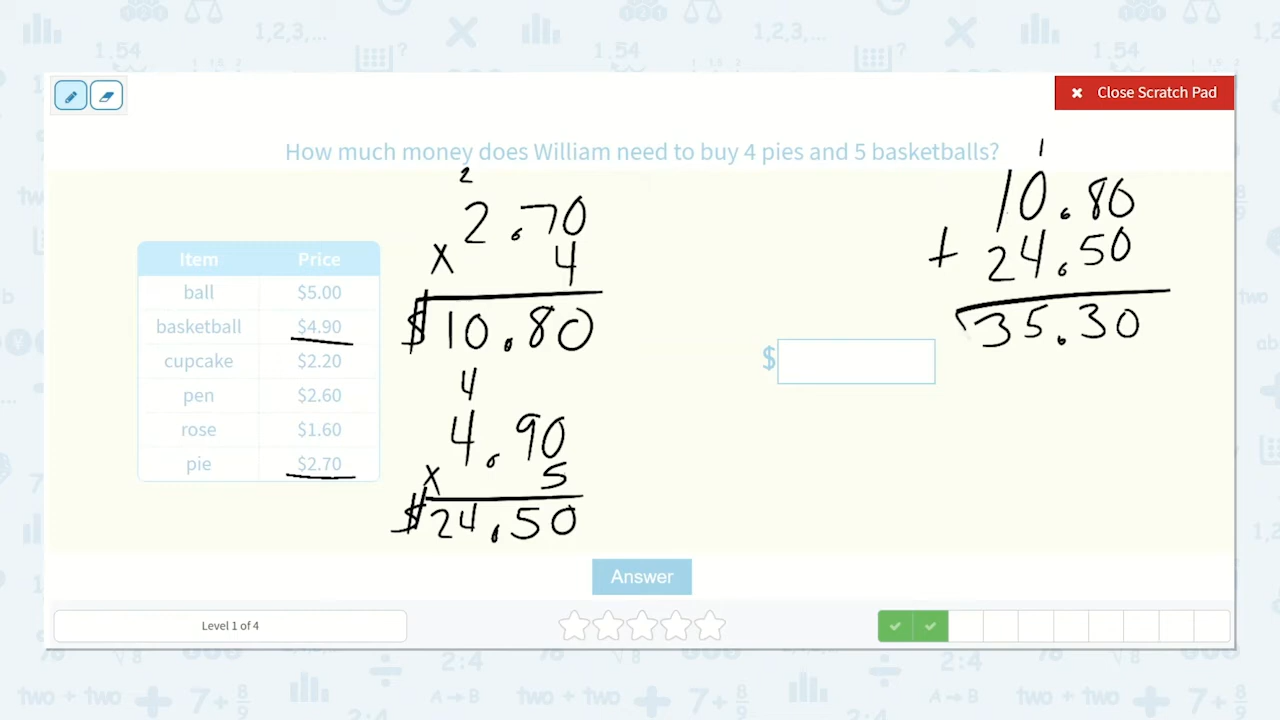 Close Scratch Pad
How much money does William need to buy 4 pies and 5 basketballs?
Item Price
ball $5.00
basketball $4.90
cupcake $2.20
pen $2.60
rose $1.60
pie $2.70
2
2.70
x 4
$10.80
4
4.90
x 5
$24.50
1
10.80
+ 24.50
35.30
$
Answer
Level 1 of 4